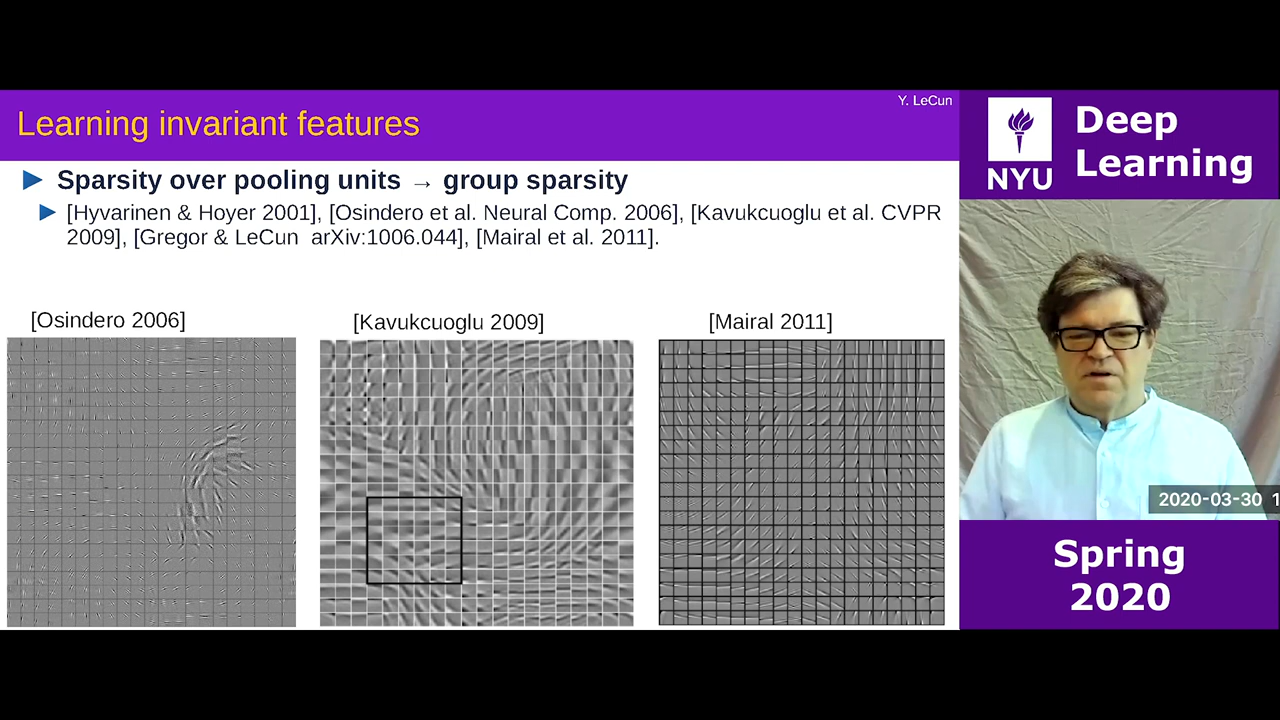 Y. LeCun
Learning invariant features
► Sparsity over pooling units → group sparsity
► [Hyvarinen & Hoyer 2001], [Osindero et al. Neural Comp. 2006], [Kavukcuoglu et al. CVPR
2009], [Gregor & LeCun arXiv:1006.044], [Mairal et al. 2011].
[Osindero 2006]
[Kavukcuoglu 2009]
[Mairal 2011]
NYU
Deep
Learning
2020-03-30 1
Spring
2020